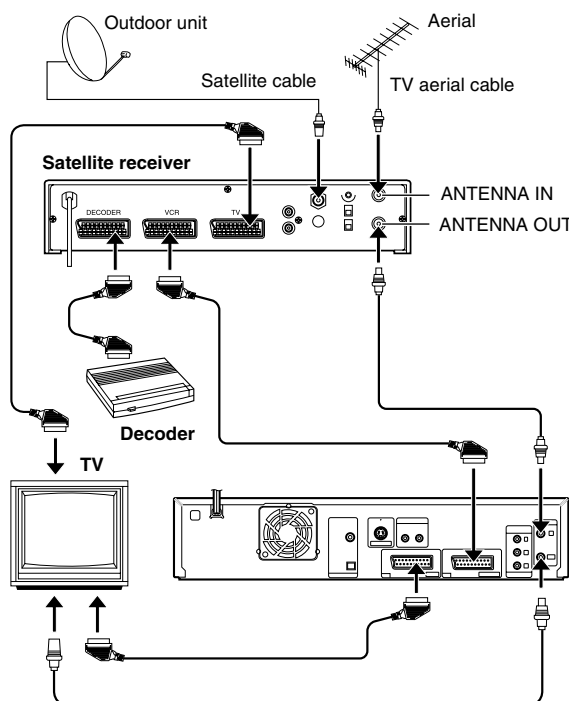 Outdoor unit
Aerial
Satellite cable
TV aerial cable
Satellite receiver
ANTENNA IN
DECODER
VCR
TV
ANTENNA OUT
Decoder
TV